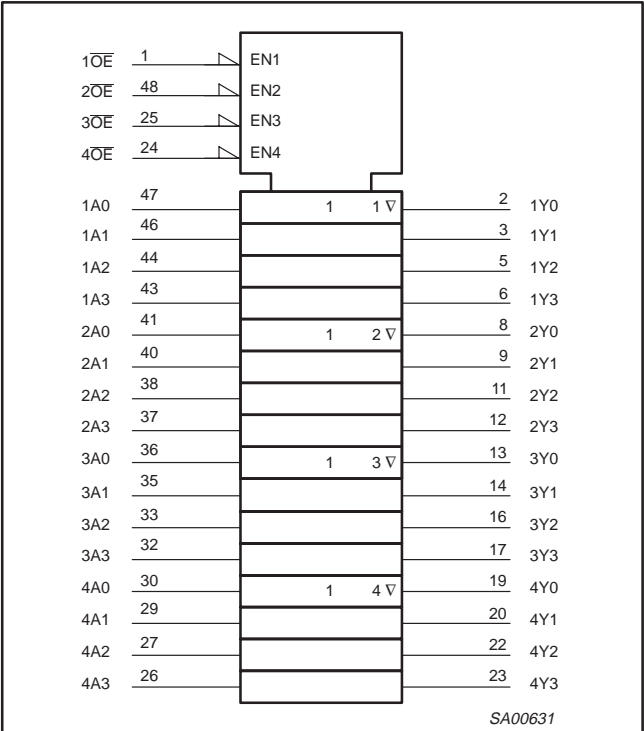 1O̅E̅ 1 EN1
2O̅E̅ 48 EN2
3O̅E̅ 25 EN3
4O̅E̅ 24 EN4
1A0 47 1 1 ∇ 2 1Y0
1A1 46 3 1Y1
1A2 44 5 1Y2
1A3 43 6 1Y3
2A0 41 1 2 ∇ 8 2Y0
2A1 40 9 2Y1
2A2 38 11 2Y2
2A3 37 12 2Y3
3A0 36 1 3 ∇ 13 3Y0
3A1 35 14 3Y1
3A2 33 16 3Y2
3A3 32 17 3Y3
4A0 30 1 4 ∇ 19 4Y0
4A1 29 20 4Y1
4A2 27 22 4Y2
4A3 26 23 4Y3
SA00631